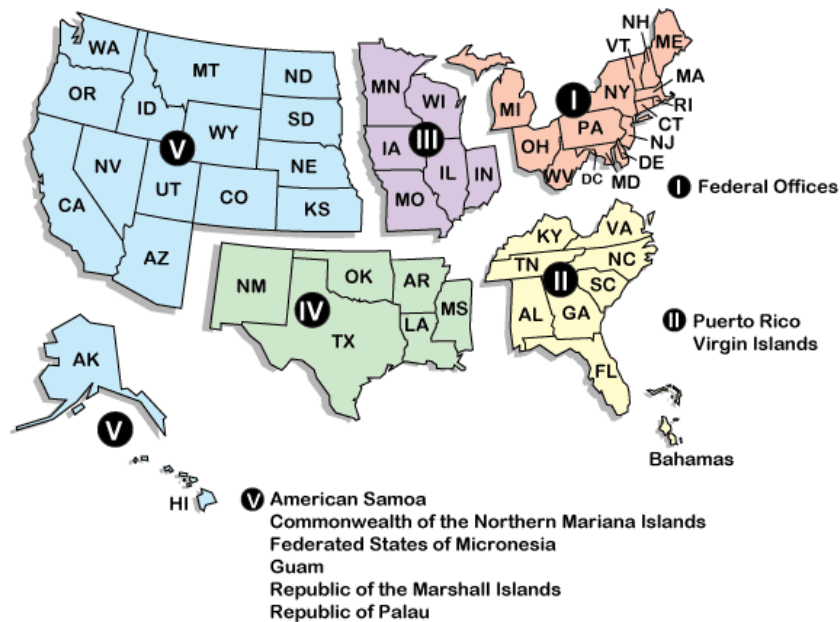 WA
MT
ND
OR
ID
SD
WY
V
NE
NV
UT
CO
KS
CA
AZ
MN
WI
III
IA
IL
IN
MO
NH
ME
VT
MA
NY
MI
I
RI
PA
CT
OH
NJ
DE
WV
DC
MD
I Federal Offices
KY
VA
TN
NC
II
SC
AL
GA
FL
II Puerto Rico
Virgin Islands
Bahamas
NM
OK
AR
IV
MS
LA
TX
AK
V
HI
V American Samoa
Commonwealth of the Northern Mariana Islands
Federated States of Micronesia
Guam
Republic of the Marshall Islands
Republic of Palau